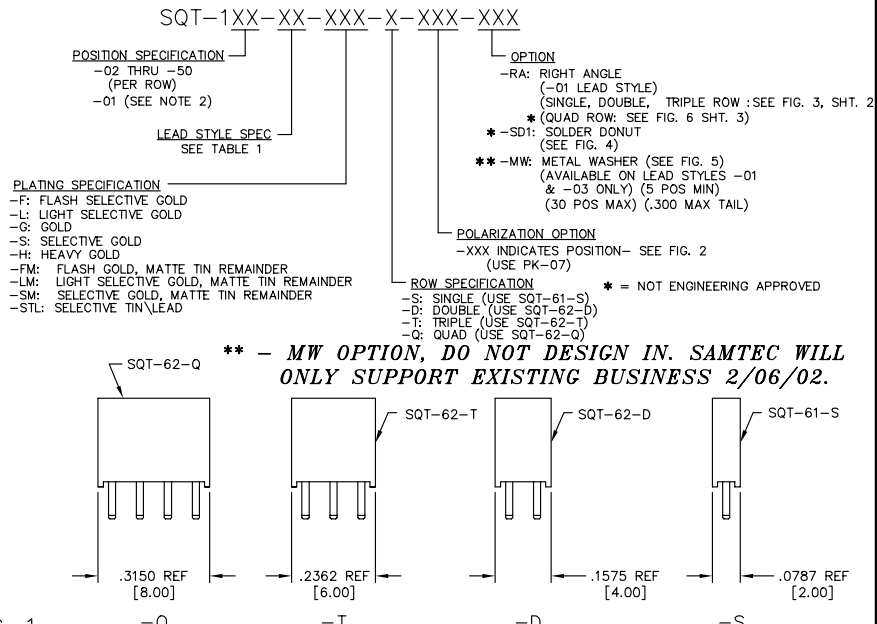 SQT-1XX-XX-XXX-X-XXX-XXX
POSITION SPECIFICATION
-02 THRU -50
(PER ROW)
-01 (SEE NOTE 2)
LEAD STYLE SPEC
SEE TABLE 1
PLATING SPECIFICATION
-F: FLASH SELECTIVE GOLD
-L: LIGHT SELECTIVE GOLD
-G: GOLD
-S: SELECTIVE GOLD
-H: HEAVY GOLD
-FM: FLASH GOLD, MATTE TIN REMAINDER
-LM: LIGHT SELECTIVE GOLD, MATTE TIN REMAINDER
-SM: SELECTIVE GOLD, MATTE TIN REMAINDER
-STL: SELECTIVE TIN\LEAD
OPTION
-RA: RIGHT ANGLE
(-01 LEAD STYLE)
(SINGLE, DOUBLE, TRIPLE ROW :SEE FIG. 3, SHT. 2
* (QUAD ROW: SEE FIG. 6 SHT. 3)
* -SD1: SOLDER DONUT
(SEE FIG. 4)
** -MW: METAL WASHER (SEE FIG. 5)
(AVAILABLE ON LEAD STYLES -01
& -03 ONLY) (5 POS MIN)
(30 POS MAX) (.300 MAX TAIL)
POLARIZATION OPTION
-XXX INDICATES POSITION- SEE FIG. 2
(USE PK-07)
ROW SPECIFICATION
-S: SINGLE (USE SQT-61-S)
-D: DOUBLE (USE SQT-62-D)
-T: TRIPLE (USE SQT-62-T)
-Q: QUAD (USE SQT-62-Q)
* = NOT ENGINEERING APPROVED
** - MW OPTION, DO NOT DESIGN IN. SAMTEC WILL
ONLY SUPPORT EXISTING BUSINESS 2/06/02.
SQT-62-Q
SQT-62-T
SQT-62-D
SQT-61-S
.3150 REF
[8.00]
.2362 REF
[6.00]
.1575 REF
[4.00]
.0787 REF
[2.00]
-Q
-T
-D
-S